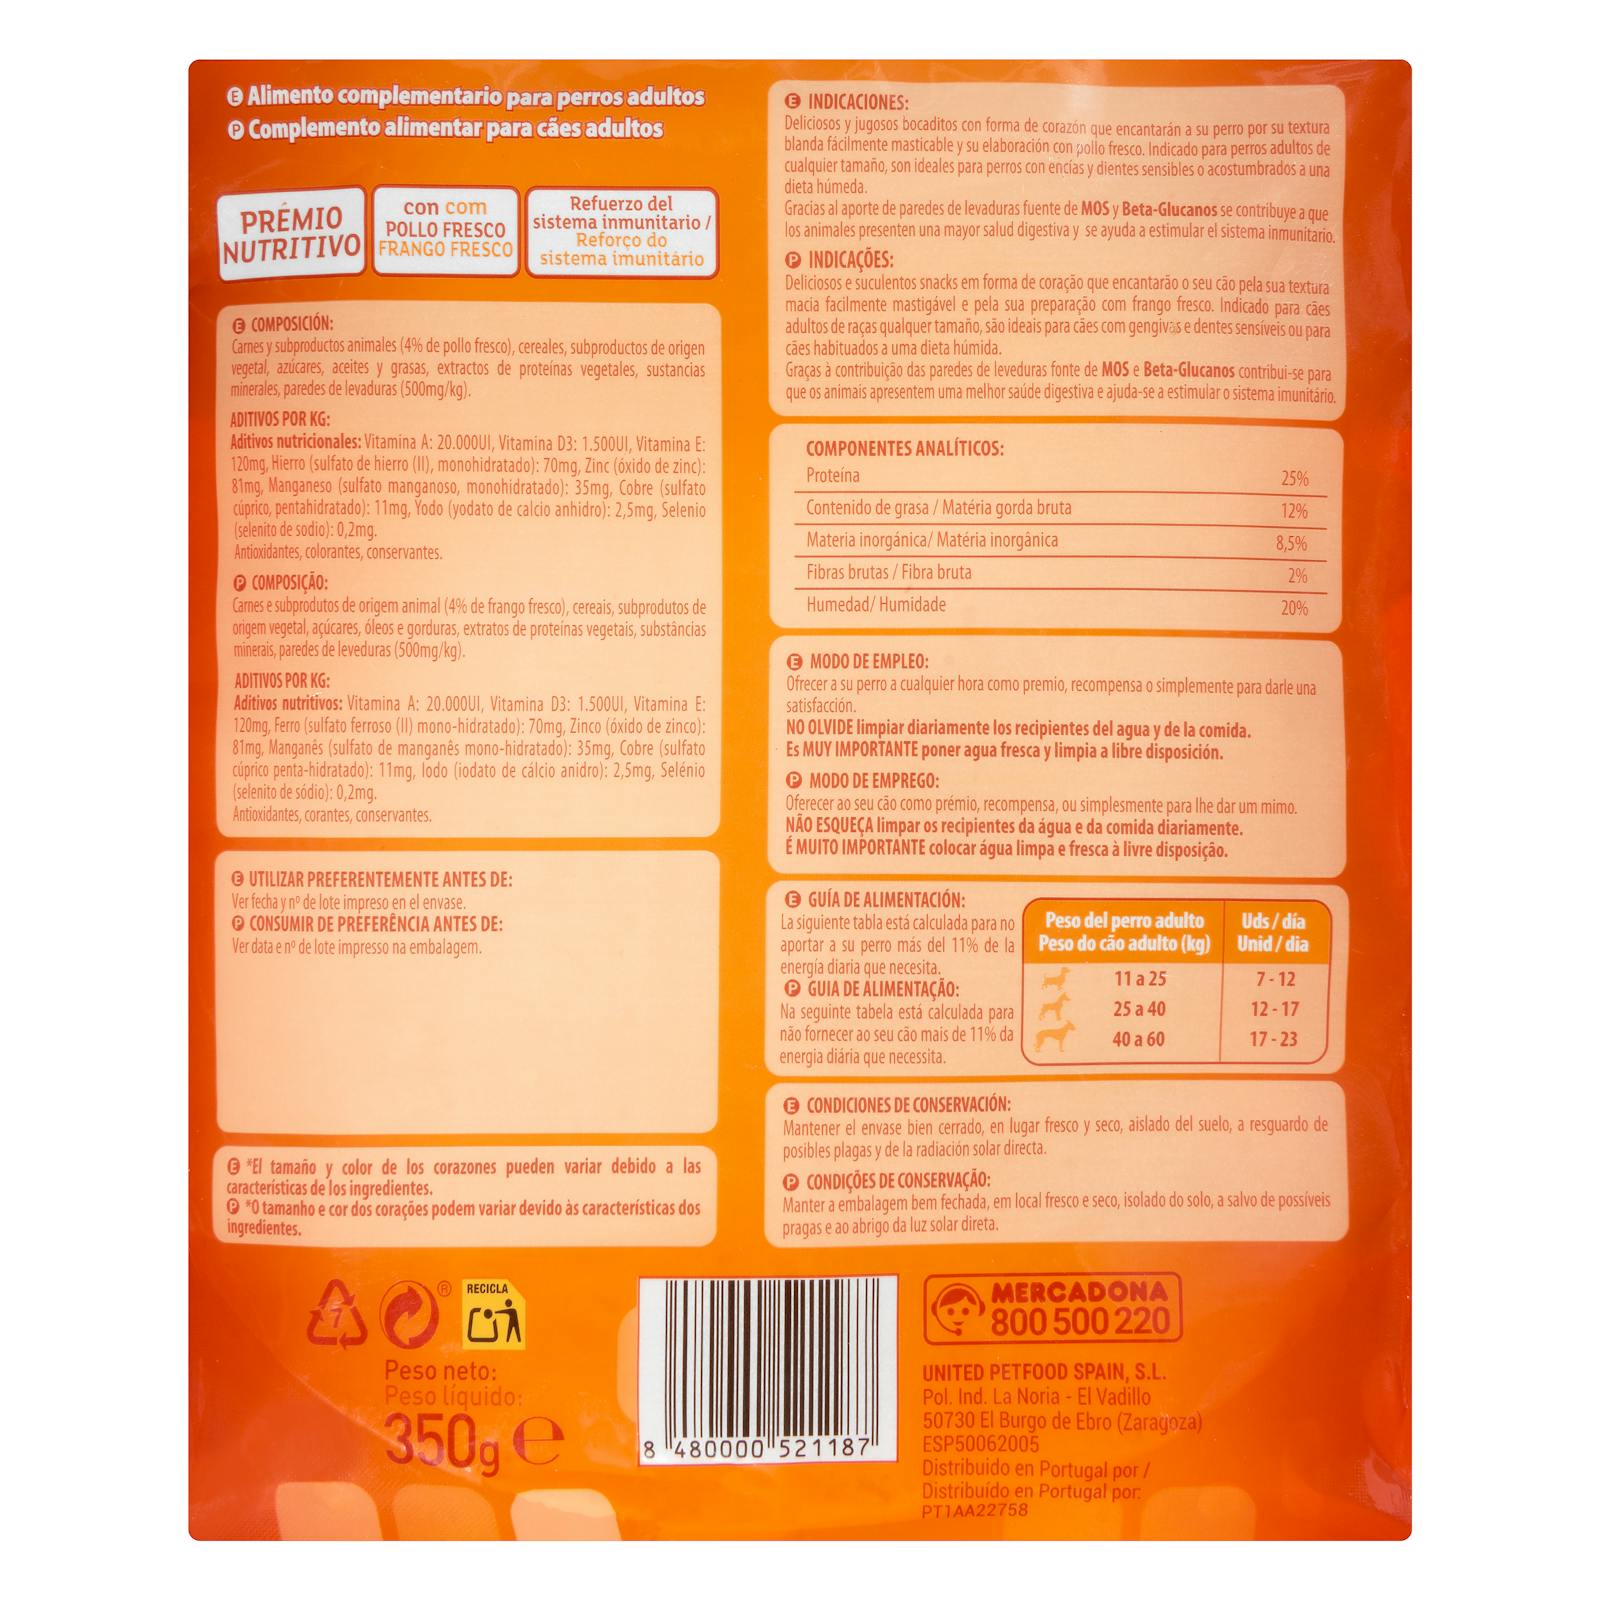 E Alimento complementario para perros adultos
P Complemento alimentar para cães adultos
PRÉMIO
NUTRITIVO
con com
POLLO FRESCO
FRANGO FRESCO
Refuerzo del
sistema inmunitario /
Reforço do
sistema imunitário
E COMPOSICIÓN:
Carnes y subproductos animales (4% de pollo fresco), cereales, subproductos de origen
vegetal, azúcares, aceites y grasas, extractos de proteínas vegetales, sustancias
minerales, paredes de levaduras (500mg/kg).
ADITIVOS POR KG:
Aditivos nutricionales: Vitamina A: 20.000UI, Vitamina D3: 1.500UI, Vitamina E:
120mg, Hierro (sulfato de hierro (II), monohidratado): 70mg, Zinc (óxido de zinc):
81mg, Manganeso (sulfato manganoso, monohidratado): 35mg, Cobre (sulfato
cúprico, pentahidratado): 11mg, Yodo (yodato de calcio anhidro): 2,5mg, Selenio
(selenito de sodio): 0,2mg.
Antioxidantes, colorantes, conservantes.
P COMPOSIÇÃO:
Carnes e subprodutos de origem animal (4% de frango fresco), cereais, subprodutos de
origem vegetal, açúcares, óleos e gorduras, extratos de proteínas vegetais, substâncias
minerais, paredes de leveduras (500mg/kg).
ADITIVOS POR KG:
Aditivos nutritivos: Vitamina A: 20.000UI, Vitamina D3: 1.500UI, Vitamina E:
120mg, Ferro (sulfato ferroso (II) mono-hidratado): 70mg, Zinco (óxido de zinco):
81mg, Manganês (sulfato de manganês mono-hidratado): 35mg, Cobre (sulfato
cúprico penta-hidratado): 11mg, Iodo (iodato de cálcio anidro): 2,5mg, Selénio
(selenito de sódio): 0,2mg.
Antioxidantes, corantes, conservantes.
E UTILIZAR PREFERENTEMENTE ANTES DE:
Ver fecha y nº de lote impreso en el envase.
P CONSUMIR DE PREFERÊNCIA ANTES DE:
Ver data e nº de lote impresso na embalagem.
E *El tamaño y color de los corazones pueden variar debido a las
características de los ingredientes.
P *O tamanho e cor dos corações podem variar devido às características dos
ingredientes.
7
®
RECICLA
Peso neto:
Peso líquido:
350g e
8 480000 521187
E INDICACIONES:
Deliciosos y jugosos bocaditos con forma de corazón que encantarán a su perro por su textura
blanda fácilmente masticable y su elaboración con pollo fresco. Indicado para perros adultos de
cualquier tamaño, son ideales para perros con encías y dientes sensibles o acostumbrados a una
dieta húmeda.
Gracias al aporte de paredes de levaduras fuente de MOS y Beta-Glucanos se contribuye a que
los animales presenten una mayor salud digestiva y se ayuda a estimular el sistema inmunitario.
P INDICAÇÕES:
Deliciosos e suculentos snacks em forma de coração que encantarão o seu cão pela sua textura
macia facilmente mastigável e pela sua preparação com frango fresco. Indicado para cães
adultos de raças qualquer tamaño, são ideais para cães com gengivas e dentes sensíveis ou para
cães habituados a uma dieta húmida.
Graças à contribuição das paredes de leveduras fonte de MOS e Beta-Glucanos contribui-se para
que os animais apresentem uma melhor saúde digestiva e ajuda-se a estimular o sistema imunitário.
COMPONENTES ANALÍTICOS:
Proteína 25%
Contenido de grasa / Matéria gorda bruta 12%
Materia inorgánica/ Matéria inorgânica 8,5%
Fibras brutas / Fibra bruta 2%
Humedad/ Humidade 20%
E MODO DE EMPLEO:
Ofrecer a su perro a cualquier hora como premio, recompensa o simplemente para darle una
satisfacción.
NO OLVIDE limpiar diariamente los recipientes del agua y de la comida.
Es MUY IMPORTANTE poner agua fresca y limpia a libre disposición.
P MODO DE EMPREGO:
Oferecer ao seu cão como prémio, recompensa, ou simplesmente para lhe dar um mimo.
NÃO ESQUEÇA limpar os recipientes da água e da comida diariamente.
É MUITO IMPORTANTE colocar água limpa e fresca à livre disposição.
E GUÍA DE ALIMENTACIÓN:
La siguiente tabla está calculada para no
aportar a su perro más del 11% de la
energía diaria que necesita.
P GUIA DE ALIMENTAÇÃO:
Na seguinte tabela está calculada para
não fornecer ao seu cão mais de 11% da
energia diária que necessita.
Peso del perro adulto Uds / día
Peso do cão adulto (kg) Unid / dia
11 a 25 7 - 12
25 a 40 12 - 17
40 a 60 17 - 23
E CONDICIONES DE CONSERVACIÓN:
Mantener el envase bien cerrado, en lugar fresco y seco, aislado del suelo, a resguardo de
posibles plagas y de la radiación solar directa.
P CONDIÇÕES DE CONSERVAÇÃO:
Manter a embalagem bem fechada, em local fresco e seco, isolado do solo, a salvo de possíveis
pragas e ao abrigo da luz solar direta.
MERCADONA
800 500 220
UNITED PETFOOD SPAIN, S.L.
Pol. Ind. La Noria - El Vadillo
50730 El Burgo de Ebro (Zaragoza)
ESP50062005
Distribuido en Portugal por /
Distribuído en Portugal por:
PT1AA22758